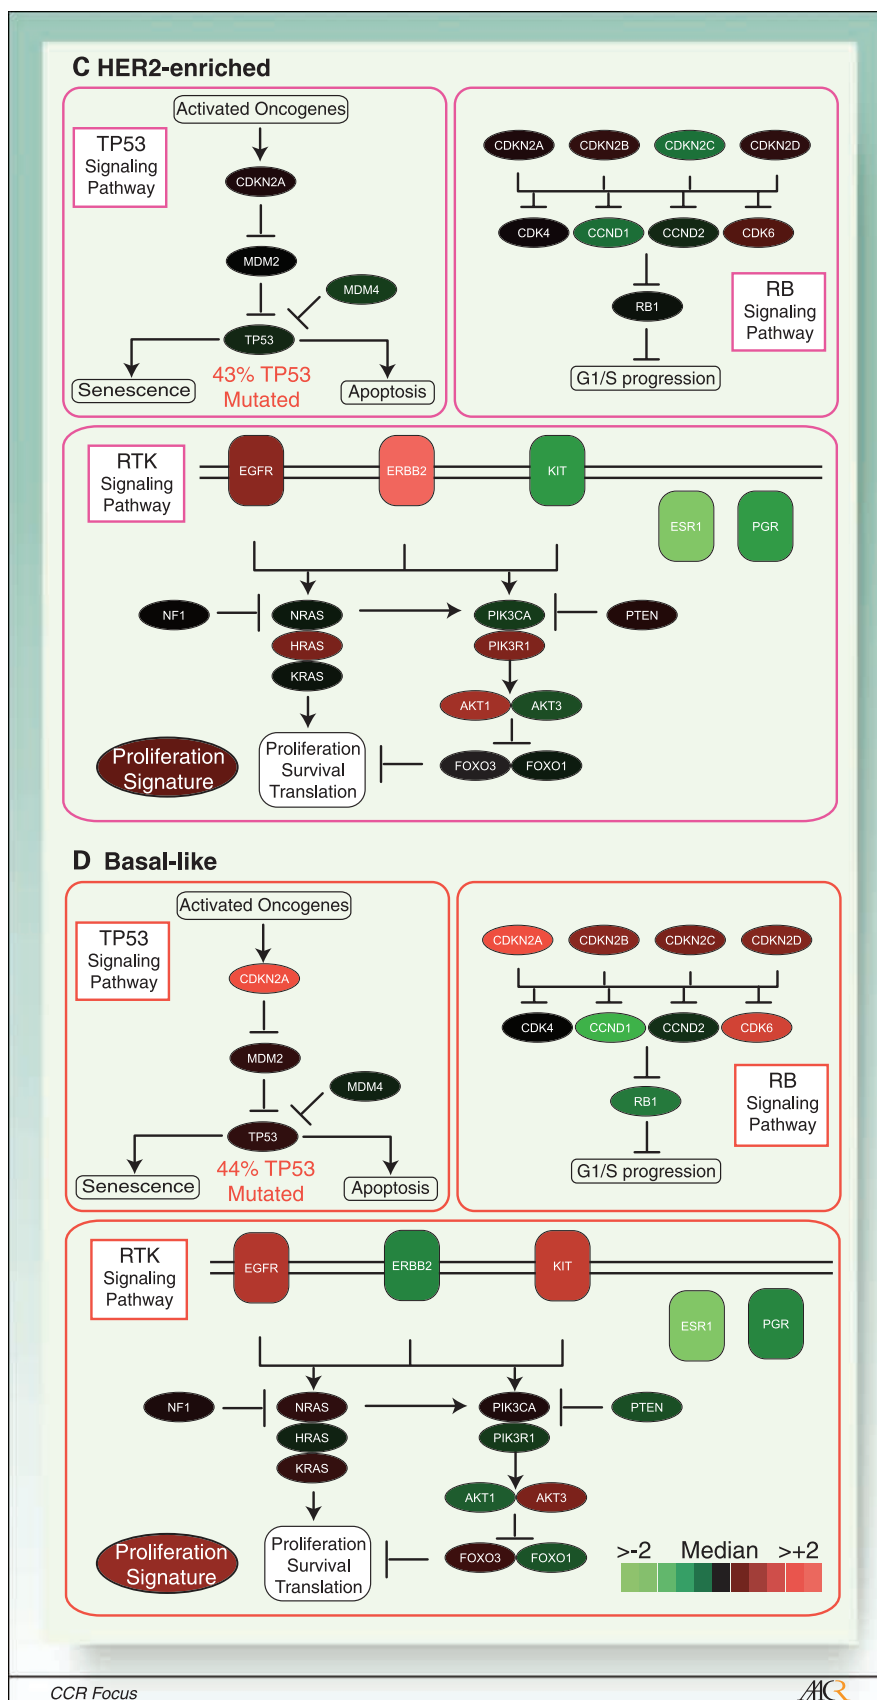 C HER2-enriched
Activated Oncogenes
TP53
Signaling
Pathway
CDKN2A
MDM2
MDM4
TP53
Senescence
43% TP53
Mutated
Apoptosis
CDKN2A
CDKN2B
CDKN2C
CDKN2D
CDK4
CCND1
CCND2
CDK6
RB1
RB
Signaling
Pathway
G1/S progression
RTK
Signaling
Pathway
EGFR
ERBB2
KIT
ESR1
PGR
NF1
NRAS
PIK3CA
PTEN
HRAS
PIK3R1
KRAS
AKT1
AKT3
Proliferation
Signature
Proliferation
Survival
Translation
FOXO3
FOXO1
D Basal-like
Activated Oncogenes
TP53
Signaling
Pathway
CDKN2A
MDM2
MDM4
TP53
Senescence
44% TP53
Mutated
Apoptosis
CDKN2A
CDKN2B
CDKN2C
CDKN2D
CDK4
CCND1
CCND2
CDK6
RB1
RB
Signaling
Pathway
G1/S progression
RTK
Signaling
Pathway
EGFR
ERBB2
KIT
ESR1
PGR
NF1
NRAS
PIK3CA
PTEN
HRAS
PIK3R1
KRAS
AKT1
AKT3
Proliferation
Signature
Proliferation
Survival
Translation
FOXO3
FOXO1
>-2 Median >+2
CCR Focus
AACR